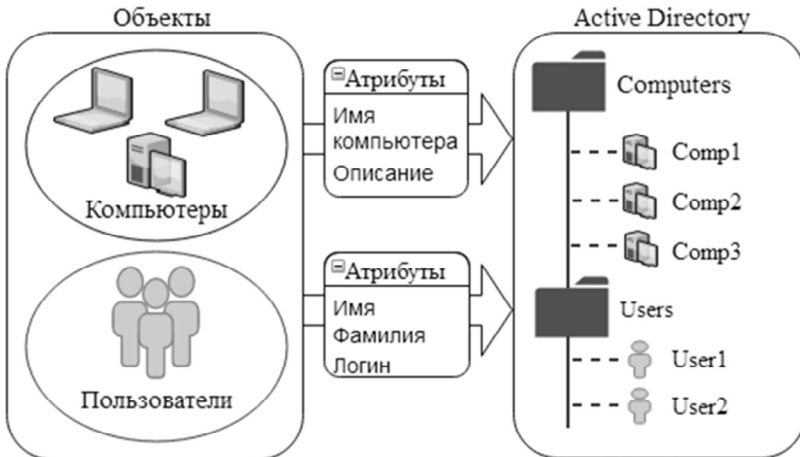 Объекты
Компьютеры
Пользователи
Атрибуты
Имя
компьютера
Описание
Атрибуты
Имя
Фамилия
Логин
Active Directory
Computers
Comp1
Comp2
Comp3
Users
User1
User2